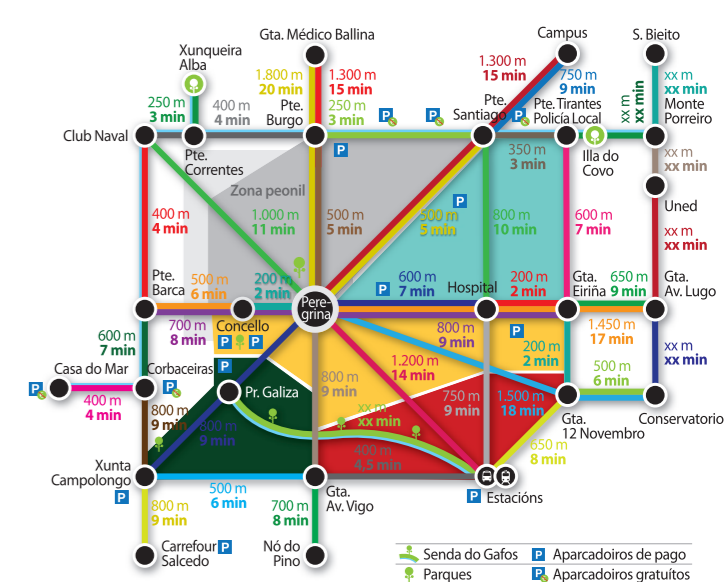 Gta. Médico Ballina
Campus
S. Bieito
Xunqueira
Alba
1.800 m
20 min
1.300 m
15 min
1.300 m
15 min
750 m
9 min
xx m
xx min
xx m
xx min
250 m
3 min
400 m
4 min
Pte.
Burgo
250 m
3 min
Pte.
Santiago
Pte. Tirantes
Policía Local
Monte
Porreiro
Club Naval
Pte.
Correntes
P
P
P
P
350 m
3 min
Illa do
Covo
xx m
xx min
Zona peonil
400 m
4 min
1.000 m
11 min
500 m
5 min
500 m
5 min
P
800 m
10 min
600 m
7 min
Uned
xx m
xx min
Pte.
Barca
500 m
6 min
200 m
2 min
Pere-
grina
P
600 m
7 min
Hospital
200 m
2 min
Gta.
Eiriña
650 m
9 min
Gta.
Av. Lugo
700 m
8 min
Concello
P P
800 m
9 min
P
1.450 m
17 min
600 m
7 min
200 m
2 min
xx m
xx min
Casa do Mar
Corbaceiras
P
P
P
1.200 m
14 min
500 m
6 min
400 m
4 min
Pr. Galiza
800 m
9 min
750 m
9 min
1.500 m
18 min
800 m
9 min
800 m
9 min
xx m
xx min
Gta.
12 Novembro
Conservatorio
400 m
4,5 min
650 m
8 min
Xunta
Campolongo
P
500 m
6 min
Gta.
Av. Vigo
P
Estacións
800 m
9 min
700 m
8 min
Carrefour P
Salcedo
Nó do
Pino
Senda do Gafos
P Aparcadoiros de pago
Parques
P Aparcadoiros gratuítos